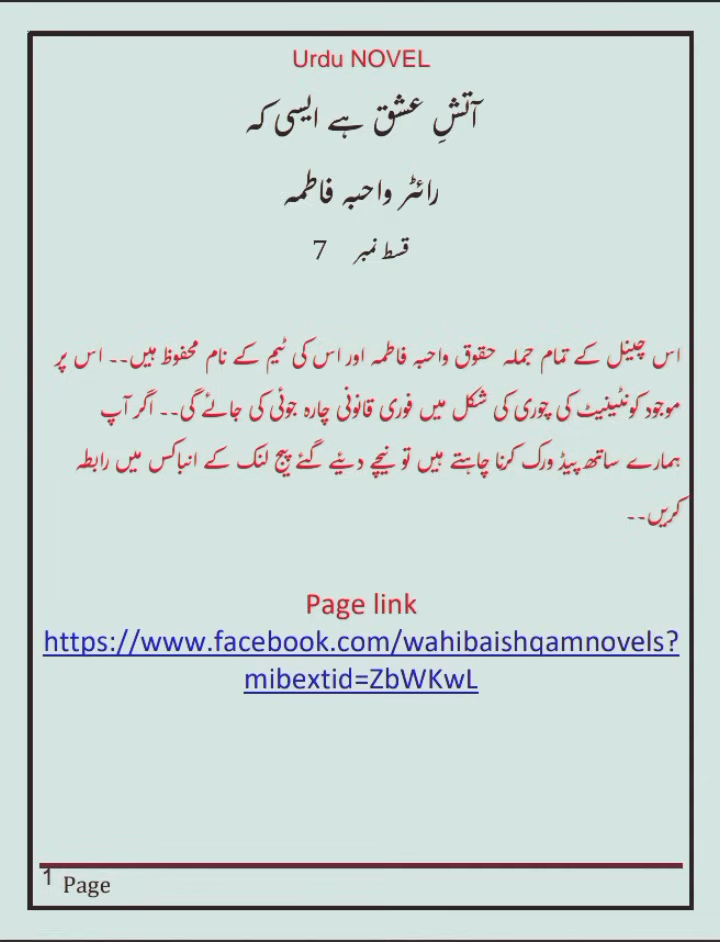 Urdu NOVEL
آتشِ عشق ہے ایسی کہ
رائٹر واحبہ فاطمہ
قسط نمبر 7
اس چینل کے تمام جملہ حقوق واحبہ فاطمہ اور اس کی ٹیم کے نام محفوظ ہیں۔۔ اس پر
موجود کونٹینیٹ کی چوری کی شکل میں فوری قانونی چارہ جوئی کی جائے گی۔۔ اگر آپ
ہمارے ساتھ پیڈ ورک کرنا چاہتے ہیں تو نیچے دیئے گئے پیج لنک کے انباکس میں رابطہ
کریں۔۔
Page link
https://www.facebook.com/wahibaishqamnovels?
mibextid=ZbWKwL
1 Page